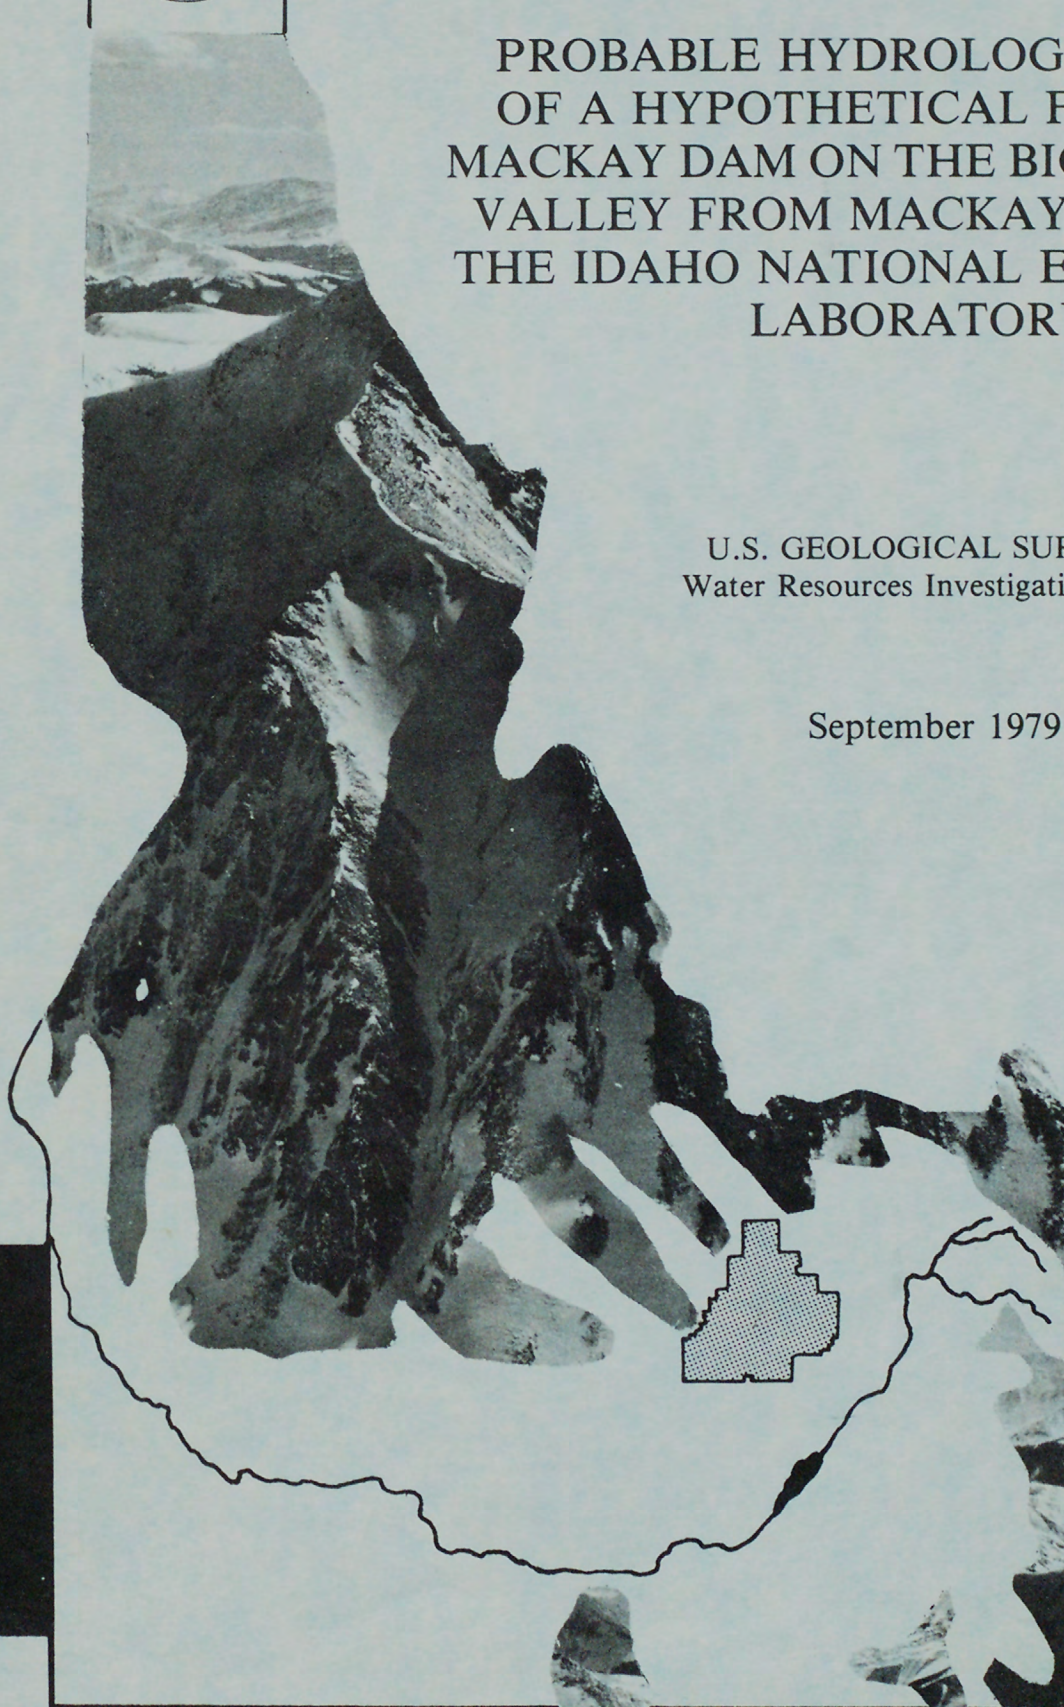 PROBABLE HYDROLOG
OF A HYPOTHETICAL F
MACKAY DAM ON THE BIG
VALLEY FROM MACKAY
THE IDAHO NATIONAL E
LABORATOR
U.S. GEOLOGICAL SUR
Water Resources Investigati
September 1979